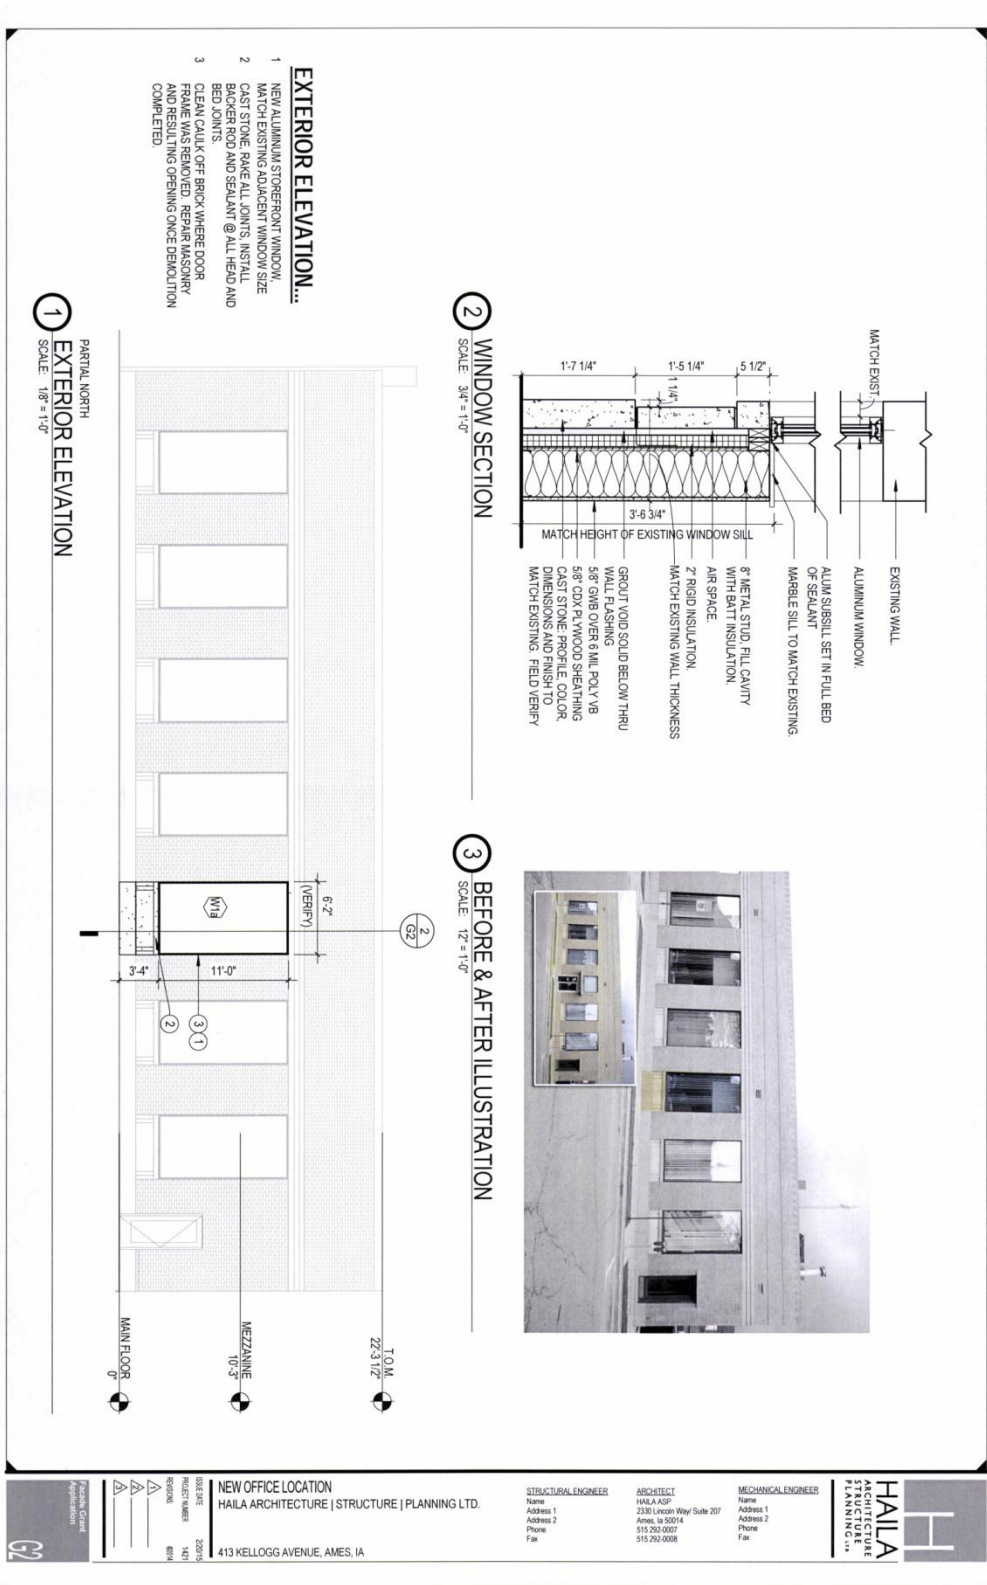 EXTERIOR ELEVATION...
1 NEW ALUMINUM STOREFRONT WINDOW,
MATCH EXISTING ADJACENT WINDOW SIZE
2 CAST STONE, RAKE ALL JOINTS, INSTALL
BACKER ROD AND SEALANT @ ALL HEAD AND
BED JOINTS.
3 CLEAN CAULK OFF BRICK WHERE DOOR
FRAME WAS REMOVED. REPAIR MASONRY
AND RESULTING OPENING ONCE DEMOLITION
COMPLETED.
MATCH EXIST.
5 1/2"
1'-5 1/4"
1 1/4"
1'-7 1/4"
3'-6 3/4"
MATCH HEIGHT OF EXISTING WINDOW SILL
EXISTING WALL.
ALUMINUM WINDOW.
ALUM SUBSILL SET IN FULL BED
OF SEALANT
MARBLE SILL TO MATCH EXISTING.
8" METAL STUD, FILL CAVITY
WITH BATT INSULATION.
AIR SPACE.
2" RIGID INSULATION.
MATCH EXISTING WALL THICKNESS
GROUT VOID SOLID BELOW THRU
WALL FLASHING
5/8" GWB OVER 6 MIL POLY VB
5/8" CDX PLYWOOD SHEATHING
CAST STONE: PROFILE, COLOR,
DIMENSIONS AND FINISH TO
MATCH EXISTING. FIELD VERIFY
2 WINDOW SECTION
SCALE: 3/4" = 1'-0"
3 BEFORE & AFTER ILLUSTRATION
SCALE: 12" = 1'-0"
2
G2
6'-2"
(VERIFY)
W1a
11'-0"
3'-4"
3 1
2
T.O.M.
22'-3 1/2"
MEZZANINE
10'-3"
MAIN FLOOR
0"
PARTIAL NORTH
1 EXTERIOR ELEVATION
SCALE: 1/8" = 1'-0"
H
HAILA
ARCHITECTURE
STRUCTURE
PLANNING LTD
MECHANICAL ENGINEER
Name
Address 1
Address 2
Phone
Fax
ARCHITECT
HAILA ASP
2330 Lincoln Way/ Suite 207
Ames, Ia 50014
515 292-0007
515 292-0008
STRUCTURAL ENGINEER
Name
Address 1
Address 2
Phone
Fax
NEW OFFICE LOCATION
HAILA ARCHITECTURE | STRUCTURE | PLANNING LTD.
413 KELLOGG AVENUE, AMES, IA
ISSUE DATE 2/20/15
PROJECT NUMBER 1421
REVISIONS
1
2
3
Facade Grant
Application
G2